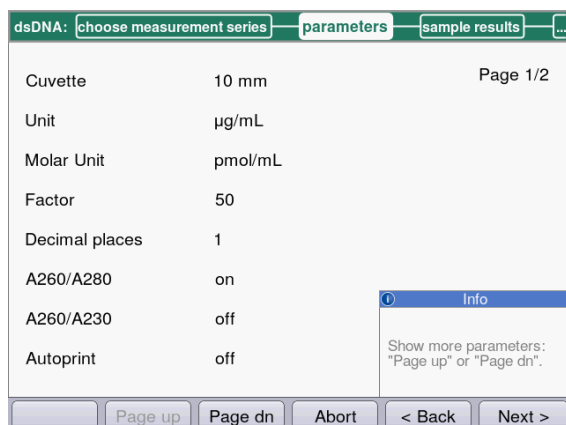 dsDNA: choose measurement series parameters sample results ...
Page 1/2
Cuvette 10 mm
Unit µg/mL
Molar Unit pmol/mL
Factor 50
Decimal places 1
A260/A280 on
A260/A230 off
Autoprint off
Info
Show more parameters:
"Page up" or "Page dn".
Page up Page dn Abort < Back Next >